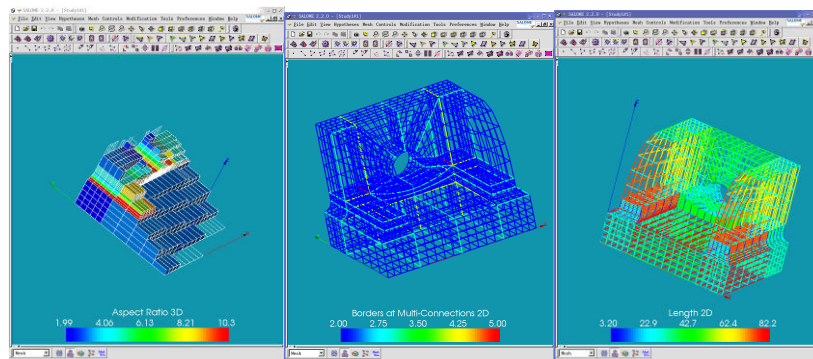 SALOME 2.2.0 - [Study1#1]
File Edit View Hypotheses Mesh Controls Modification Tools Preferences Window Help
Aspect Ratio 3D
1.99 4.06 6.13 8.21 10.3
Mesh
SALOME 2.2.0 - [Study1#1]
File Edit View Hypotheses Mesh Controls Modification Tools Preferences Window Help
Borders at Multi-Connections 2D
2.00 2.75 3.50 4.25 5.00
Mesh
SALOME 2.2.0 - [Study1#1]
File Edit View Hypotheses Mesh Controls Modification Tools Preferences Window Help
Length 2D
3.20 22.9 42.7 62.4 82.2
Mesh